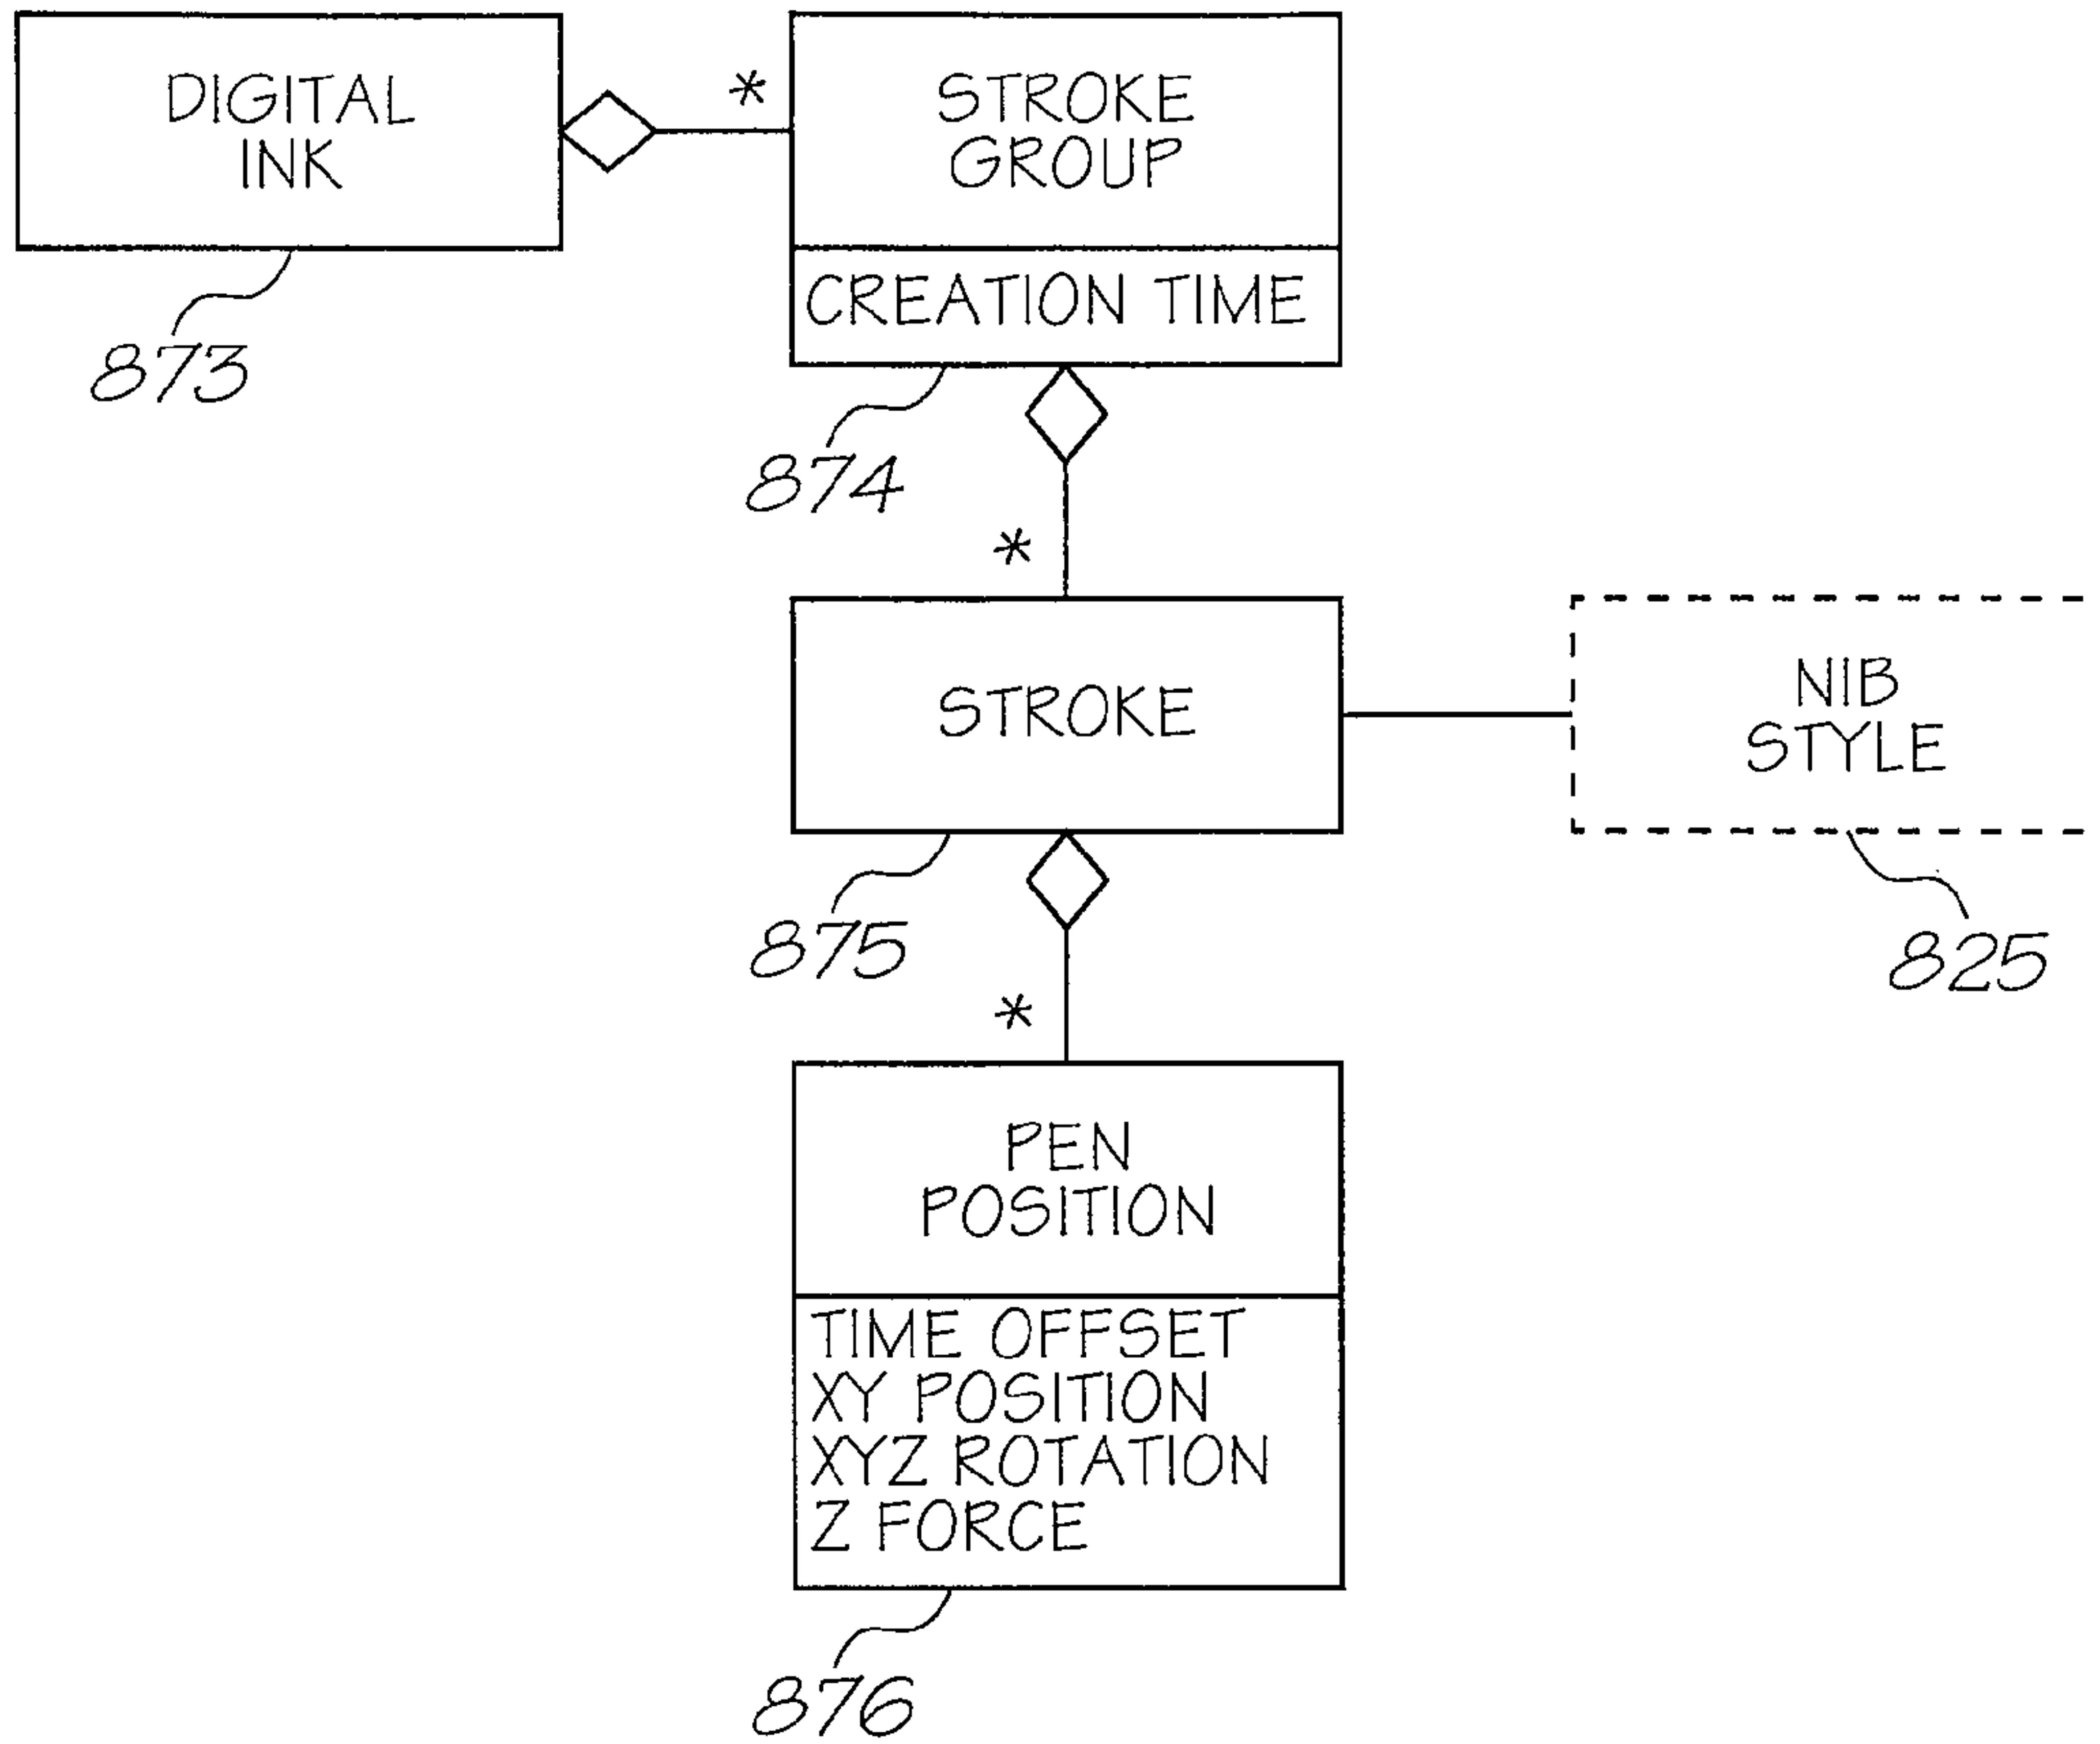 DIGITAL
INK
*
STROKE
GROUP
CREATION TIME
873
874
*
STROKE
NIB
STYLE
875
825
*
PEN
POSITION
TIME OFFSET
XY POSITION
XYZ ROTATION
Z FORCE
876